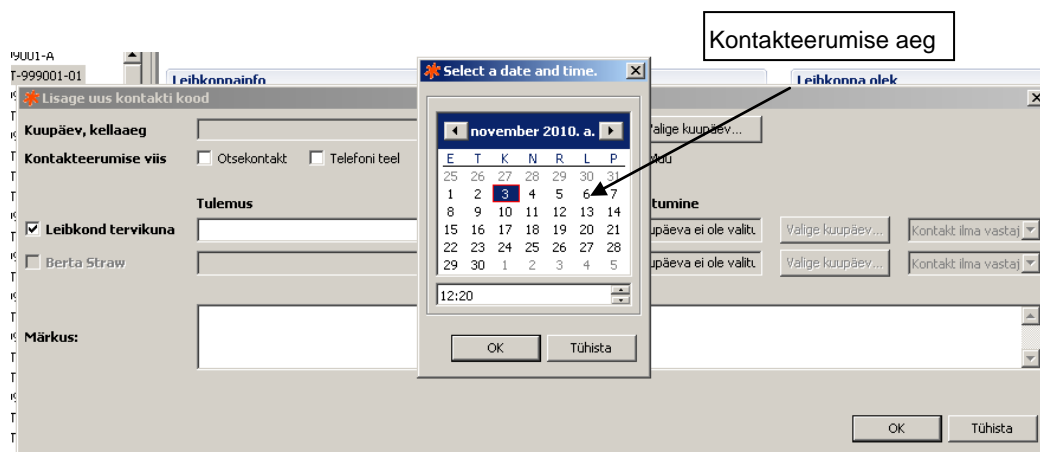 Kontakteerumise aeg
9001-A
T-999001-01
Leibkonnainfo
Leibkonna olek
Lisage uus kontakti kood
Select a date and time.
Kuupäev, kellaaeg
Valige kuupäev...
Kontakteerumise viis Otsekontakt Telefoni teel Muu
november 2010. a.
E T K N R L P
25 26 27 28 29 30 31
1 2 3 4 5 6 7
8 9 10 11 12 13 14
15 16 17 18 19 20 21
22 23 24 25 26 27 28
29 30 1 2 3 4 5
12:20
OK Tühista
Tulemus tumine
Leibkond tervikuna upäeva ei ole valitu Valige kuupäev... Kontakt ilma vastaj
Berta Straw upäeva ei ole valitu Valige kuupäev... Kontakt ilma vastaj
Märkus:
OK Tühista